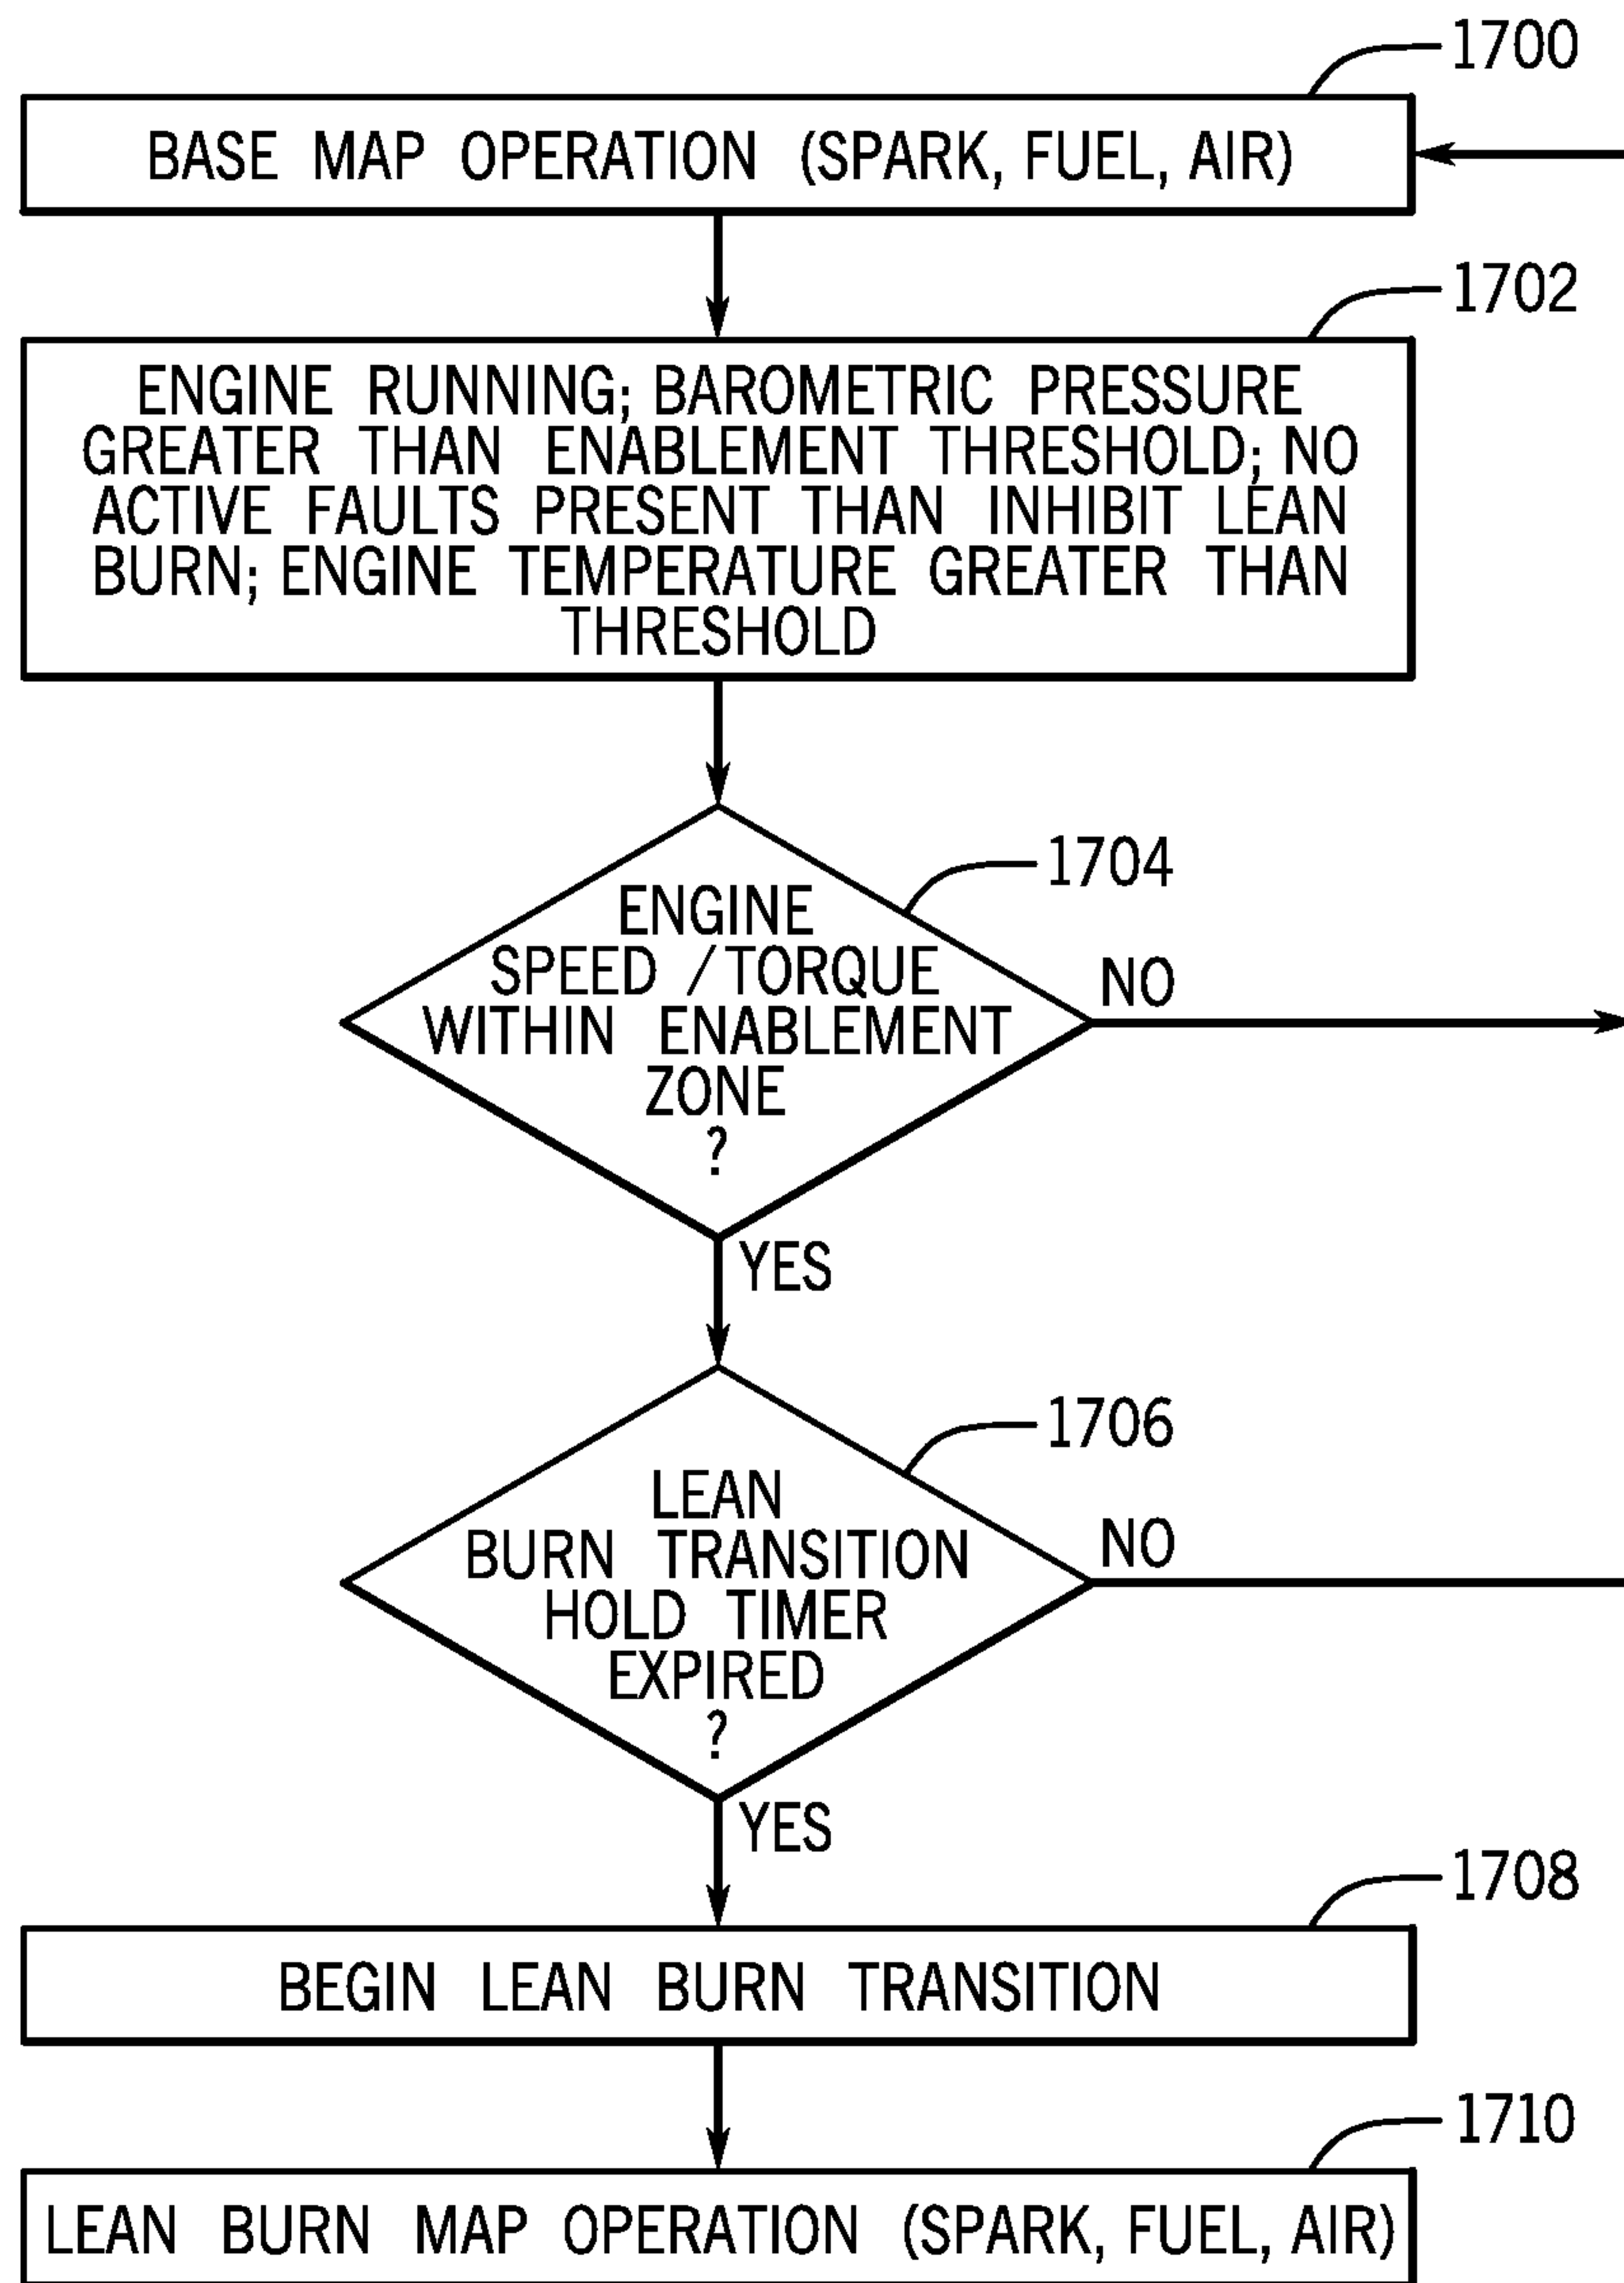 1700
BASE MAP OPERATION (SPARK, FUEL, AIR)
1702
ENGINE RUNNING; BAROMETRIC PRESSURE
GREATER THAN ENABLEMENT THRESHOLD; NO
ACTIVE FAULTS PRESENT THAN INHIBIT LEAN
BURN; ENGINE TEMPERATURE GREATER THAN
THRESHOLD
1704
ENGINE
SPEED /TORQUE
WITHIN ENABLEMENT
ZONE
?
NO
YES
1706
LEAN
BURN TRANSITION
HOLD TIMER
EXPIRED
?
NO
YES
1708
BEGIN LEAN BURN TRANSITION
1710
LEAN BURN MAP OPERATION (SPARK, FUEL, AIR)